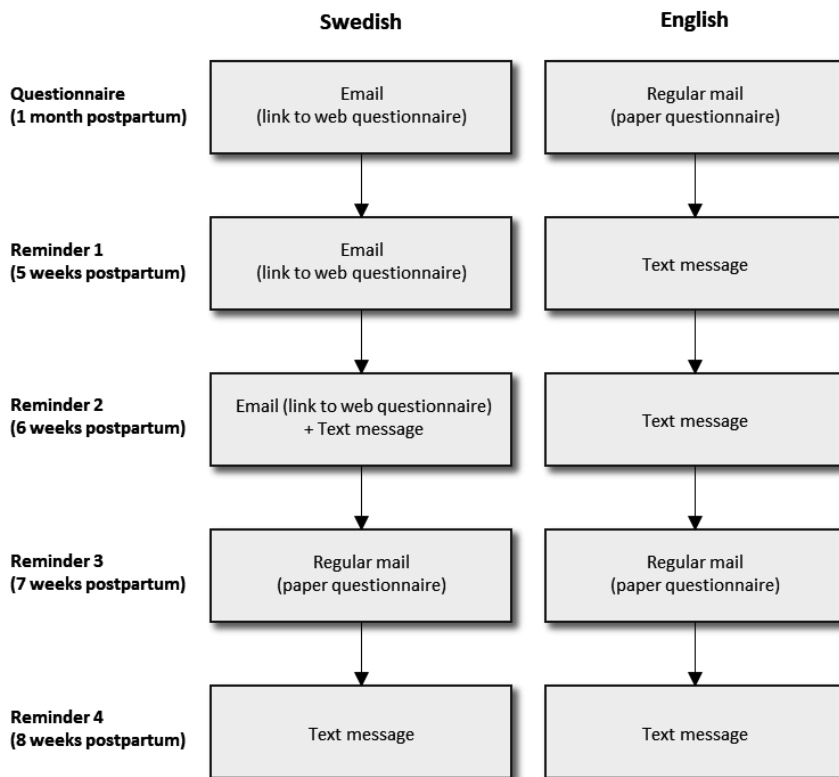 Swedish English
Questionnaire
(1 month postpartum)
Email
(link to web questionnaire)
Regular mail
(paper questionnaire)
Reminder 1
(5 weeks postpartum)
Email
(link to web questionnaire)
Text message
Reminder 2
(6 weeks postpartum)
Email (link to web questionnaire)
+ Text message
Text message
Reminder 3
(7 weeks postpartum)
Regular mail
(paper questionnaire)
Regular mail
(paper questionnaire)
Reminder 4
(8 weeks postpartum)
Text message
Text message